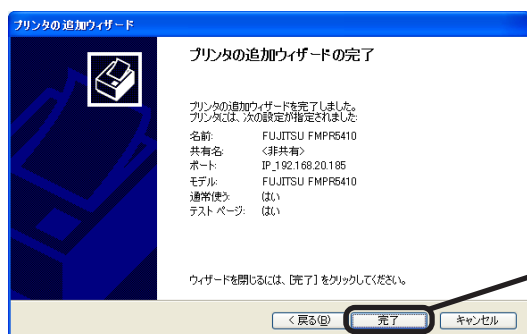 プリンタの追加ウィザード
プリンタの追加ウィザードの完了
プリンタの追加ウィザードを完了しました。
プリンタには、次の設定が指定されました:
名前: FUJITSU FMPR5410
共有名: <非共有>
ポート: IP_192.168.20.185
モデル: FUJITSU FMPR5410
通常使う: はい
テスト ページ: はい
ウィザードを閉じるには、[完了] をクリックしてください。
< 戻る(B) 完了 キャンセル